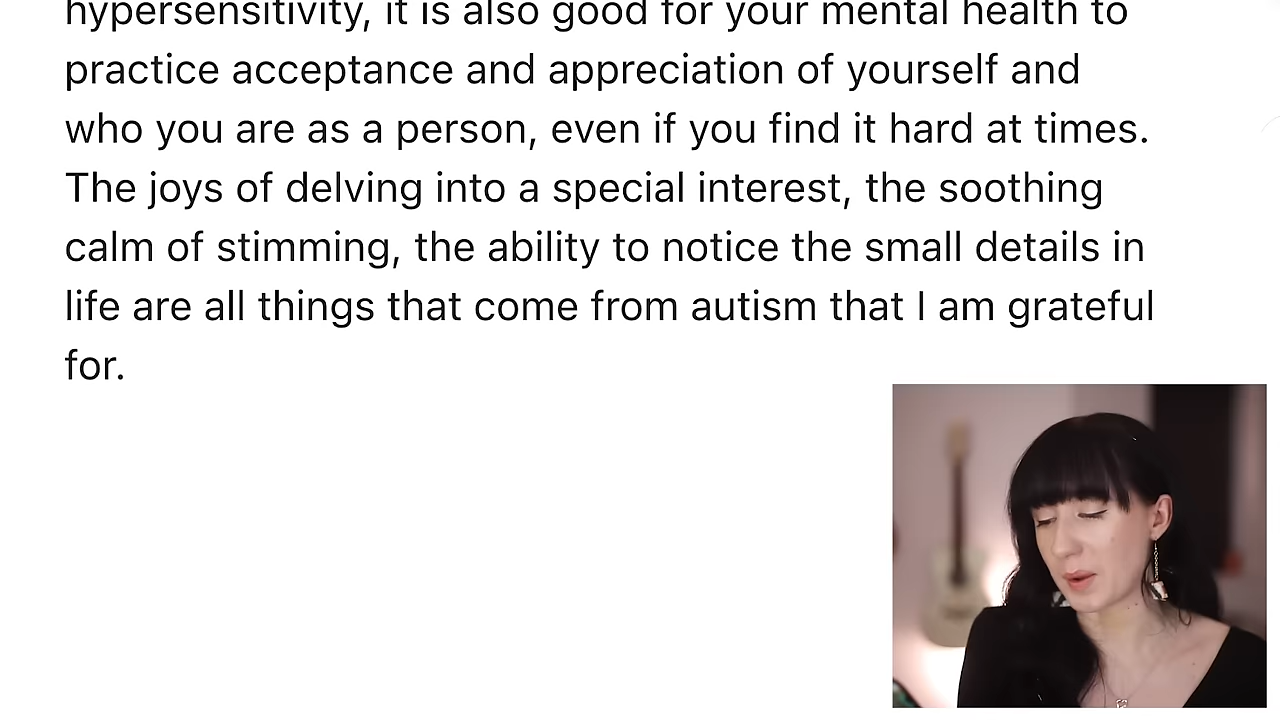 hypersensitivity, it is also good for your mental health to
practice acceptance and appreciation of yourself and
who you are as a person, even if you find it hard at times.
The joys of delving into a special interest, the soothing
calm of stimming, the ability to notice the small details in
life are all things that come from autism that I am grateful
for.